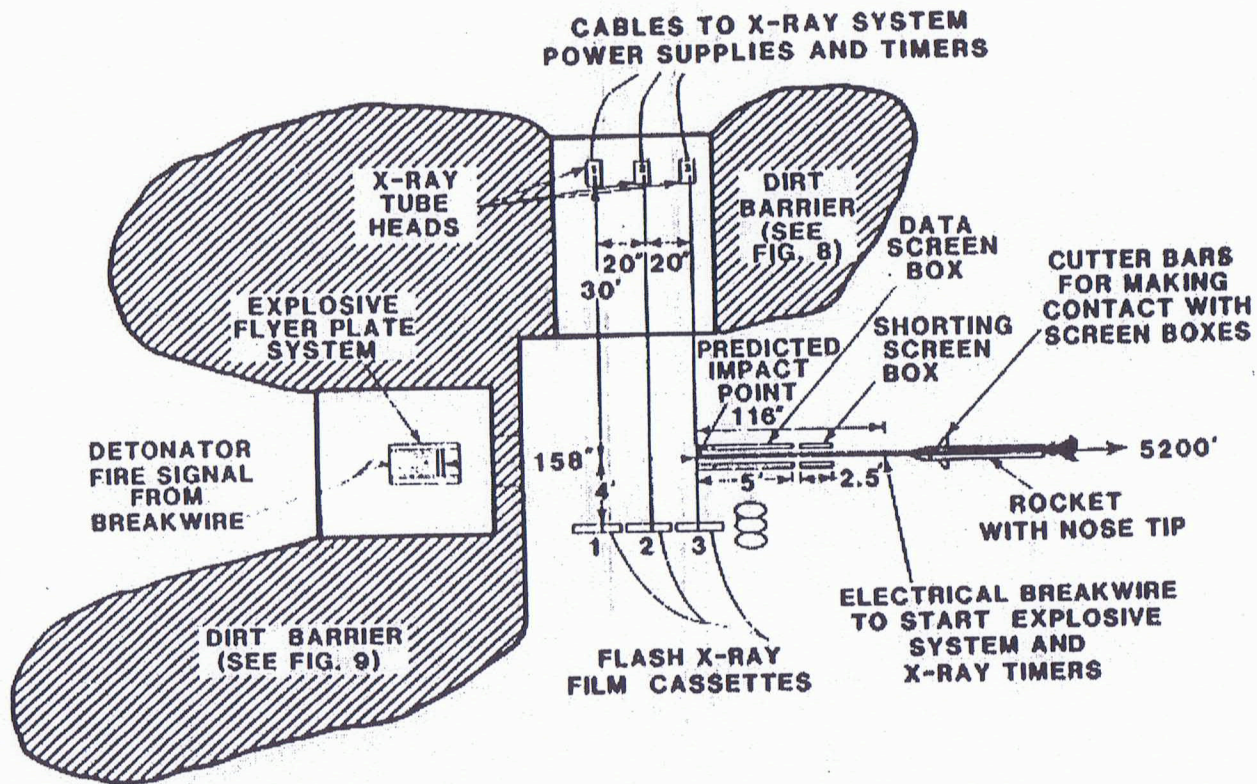 CABLES TO X-RAY SYSTEM
POWER SUPPLIES AND TIMERS
X-RAY
TUBE
HEADS
DIRT
BARRIER
(SEE
FIG. 8)
DATA
SCREEN
BOX
CUTTER BARS
FOR MAKING
CONTACT WITH
SCREEN BOXES
20" 20"
30'
EXPLOSIVE
FLYER PLATE
SYSTEM
SHORTING
SCREEN
BOX
PREDICTED
IMPACT
POINT
116"
DETONATOR
FIRE SIGNAL
FROM
BREAKWIRE
158"
4'
5'
2.5'
5200'
ROCKET
WITH NOSE TIP
1 2 3
ELECTRICAL BREAKWIRE
TO START EXPLOSIVE
SYSTEM AND
X-RAY TIMERS
DIRT BARRIER
(SEE FIG. 9)
FLASH X-RAY
FILM CASSETTES